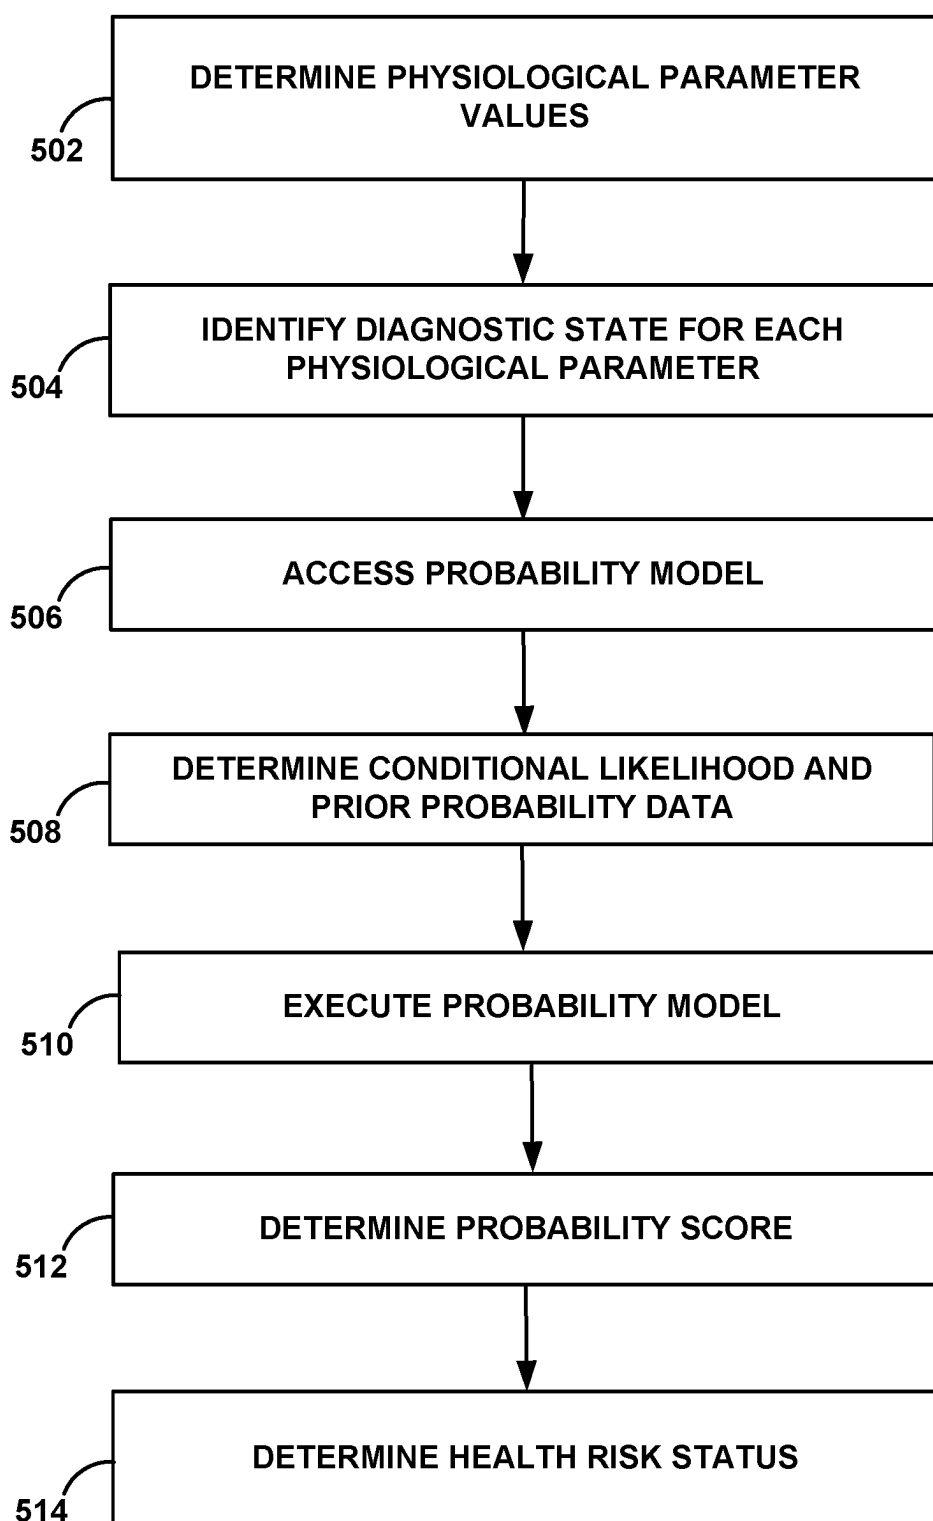 DETERMINE PHYSIOLOGICAL PARAMETER
VALUES
502
IDENTIFY DIAGNOSTIC STATE FOR EACH
PHYSIOLOGICAL PARAMETER
504
ACCESS PROBABILITY MODEL
506
DETERMINE CONDITIONAL LIKELIHOOD AND
PRIOR PROBABILITY DATA
508
EXECUTE PROBABILITY MODEL
510
DETERMINE PROBABILITY SCORE
512
DETERMINE HEALTH RISK STATUS
514